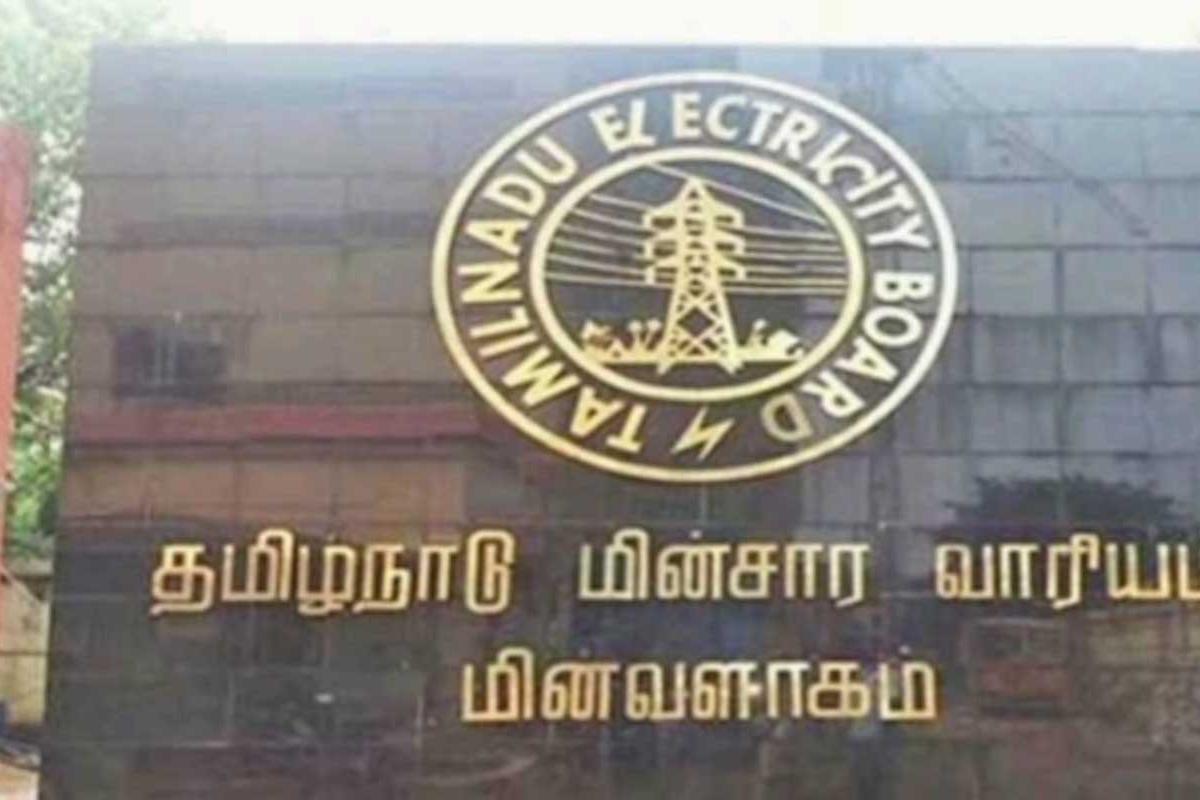 TAMILNADU ELECTRICITY BOARD
தமிழ்நாடு மின்சார வாரிய
மின்வளாகம்